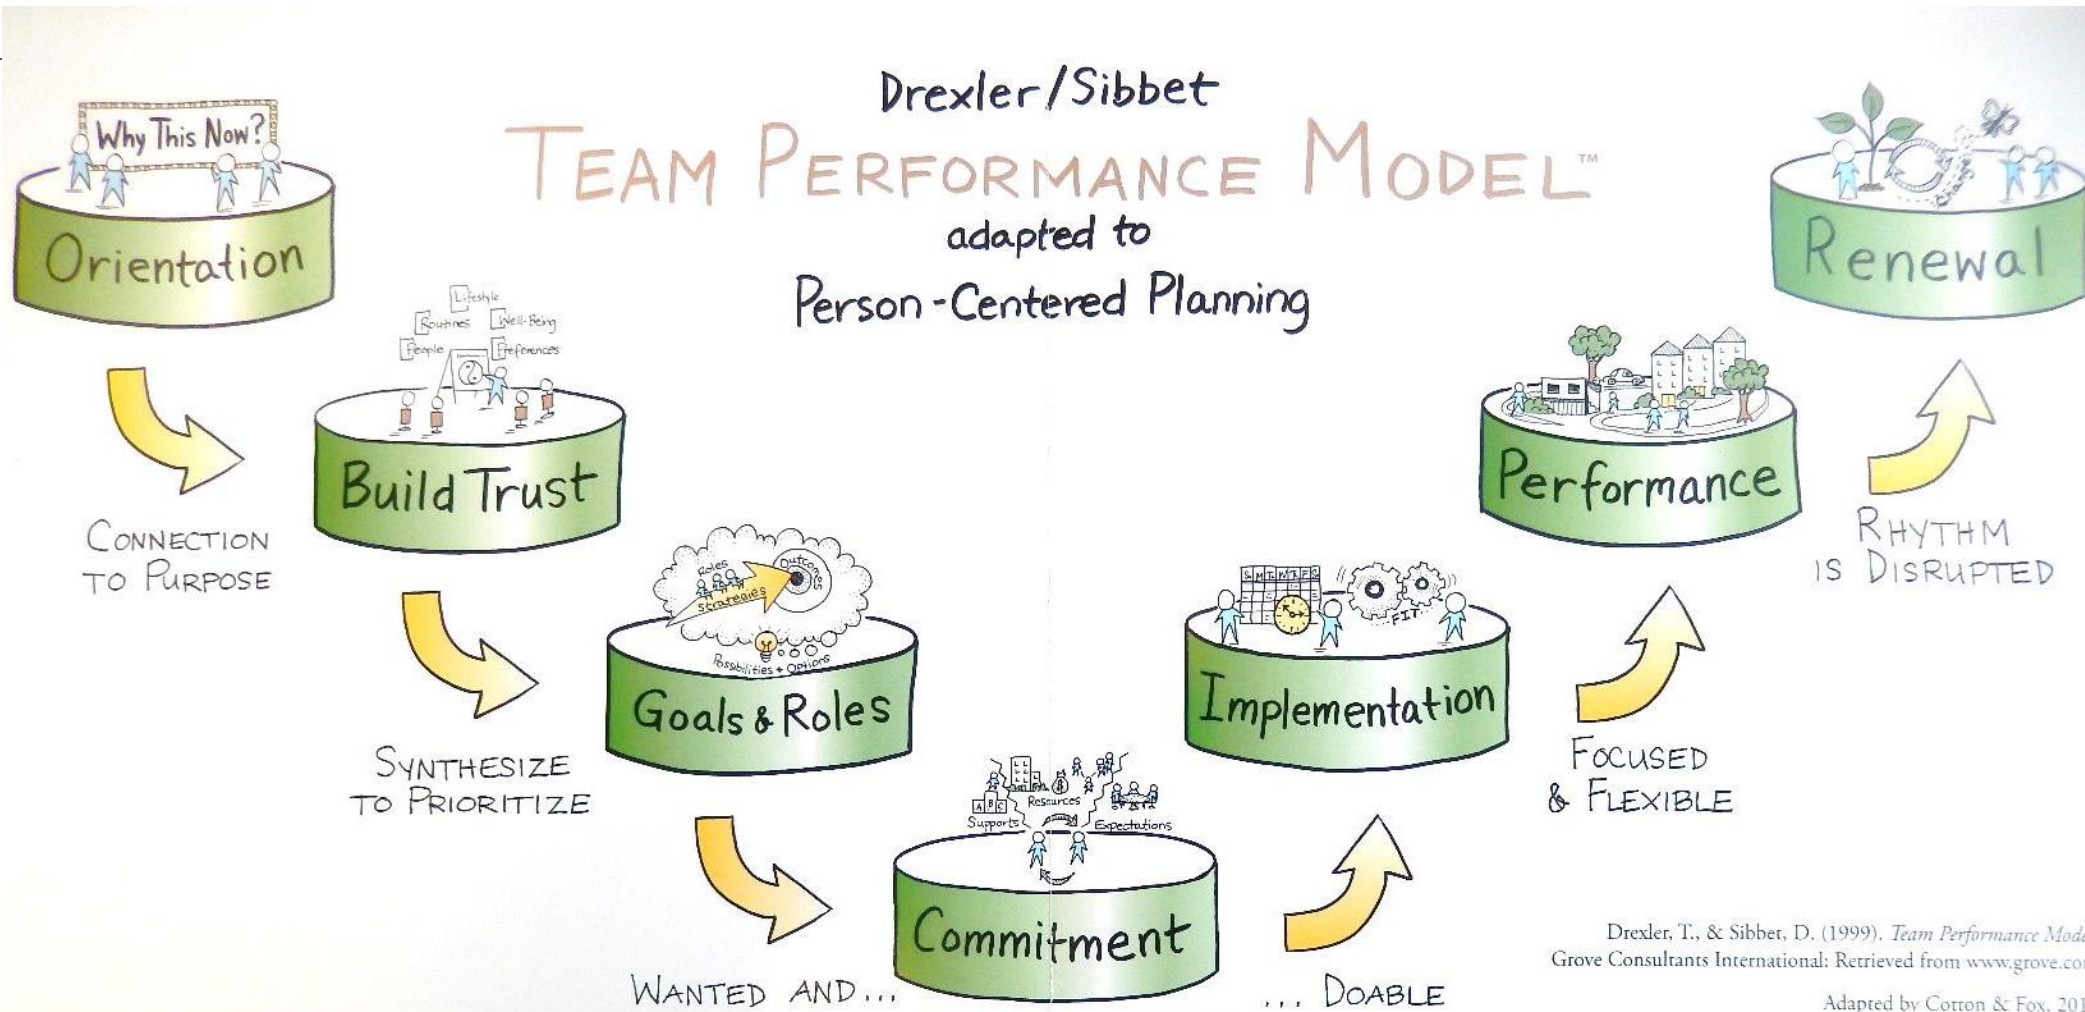 Drexler/Sibbet
TEAM PERFORMANCE MODEL™
adapted to
Person-Centered Planning
Why This Now?
Orientation
CONNECTION
TO PURPOSE
Lifestyle
Routines Well-Being
People Preferences
Build Trust
SYNTHESIZE
TO PRIORITIZE
Roles
Strategies
Outcomes
Possibilities + Options
Goals & Roles
WANTED AND...
Resources
A B C
Supports
Expectations
Commitment
... DOABLE
S M T W T F S
FIT
Implementation
FOCUSED
& FLEXIBLE
Performance
RHYTHM
IS DISRUPTED
Renewal
Drexler, T., & Sibbet, D. (1999). Team Performance Mode
Grove Consultants International: Retrieved from www.grove.co
Adapted by Cotton & Fox, 201